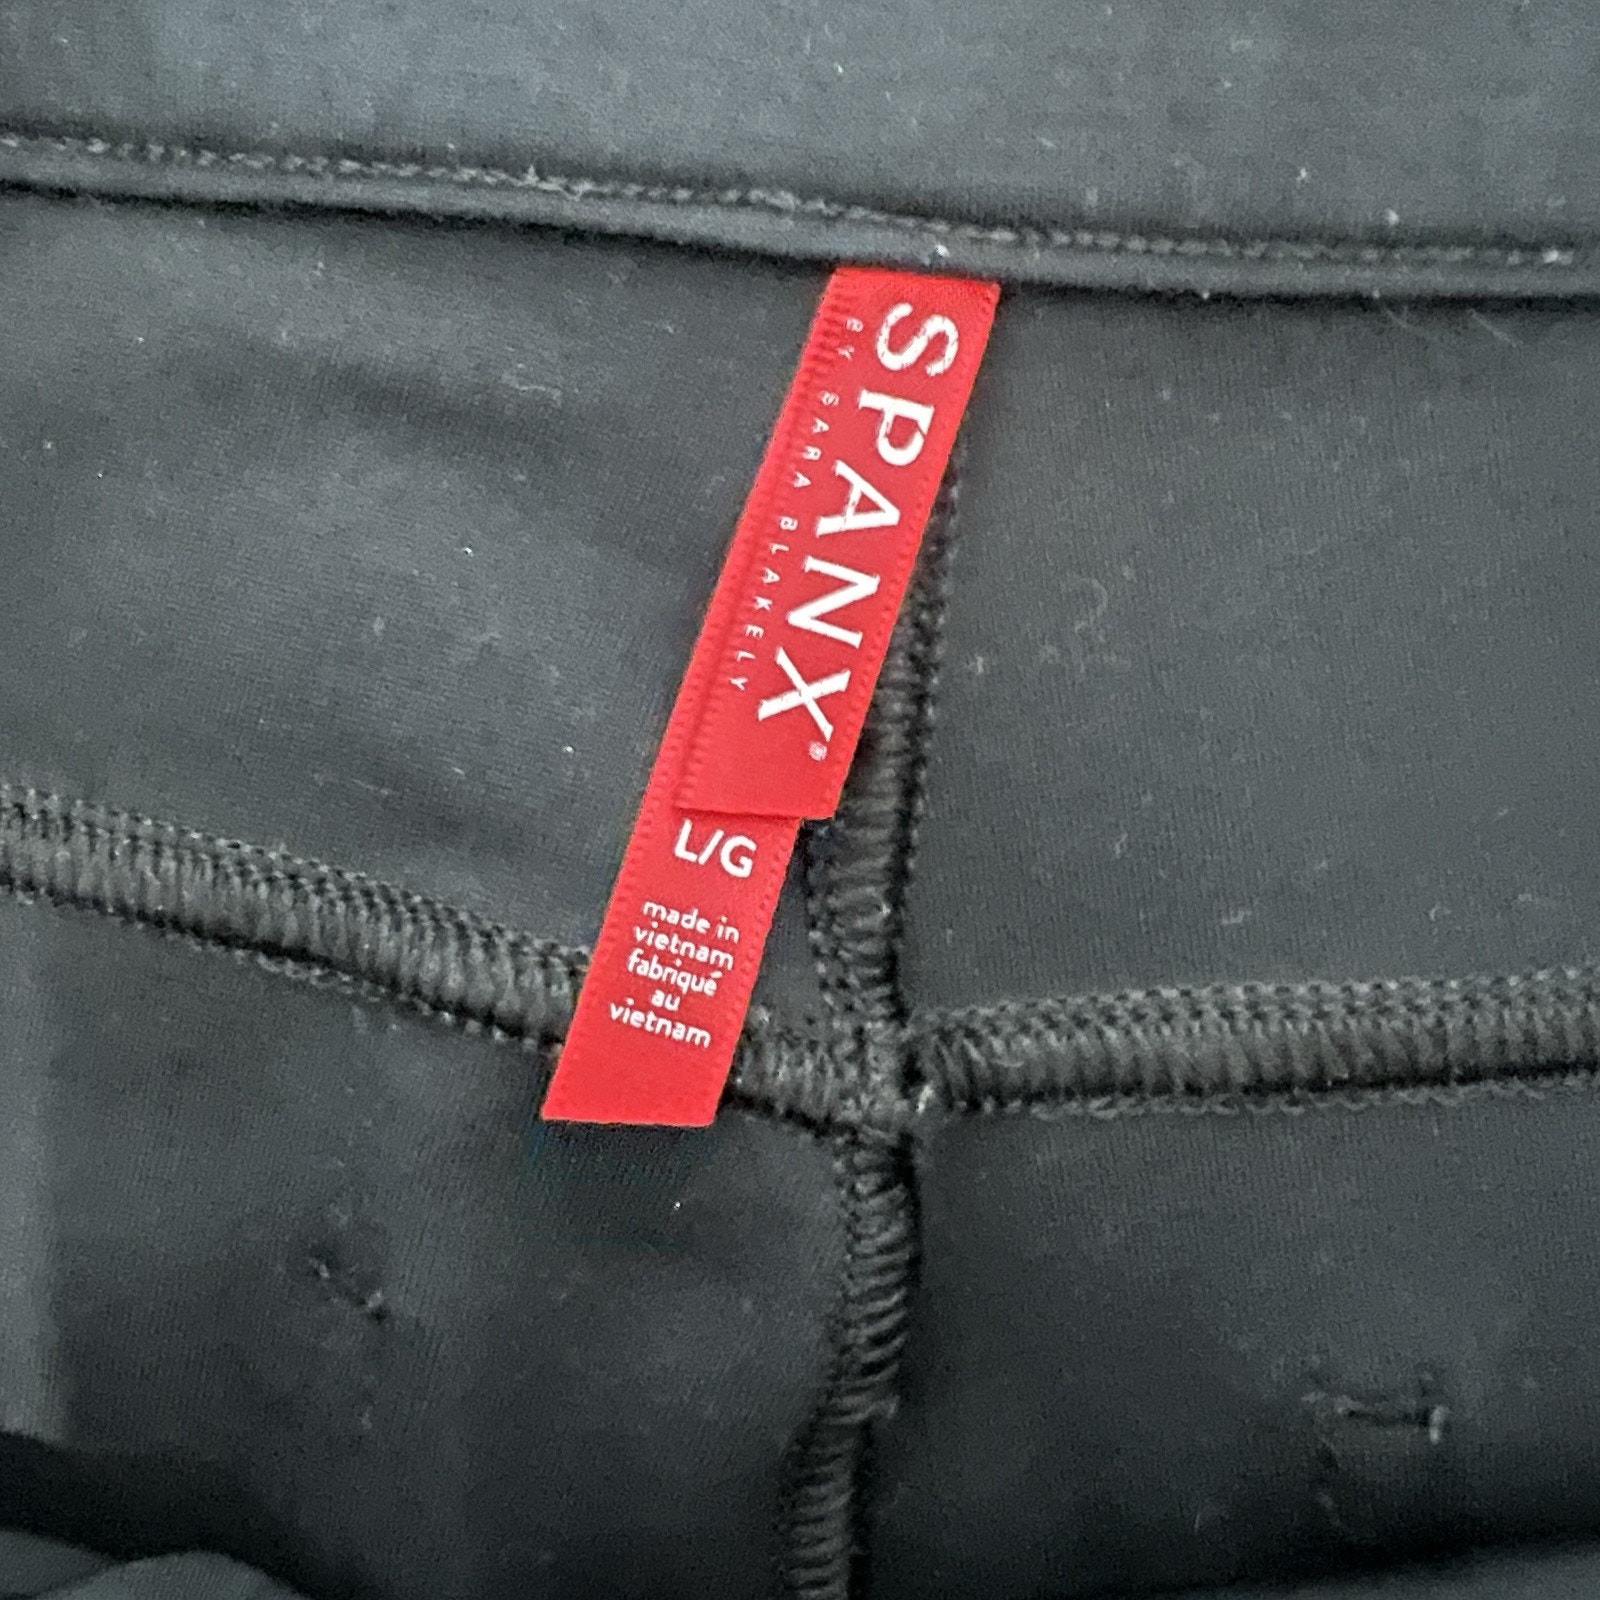 SPANX®
BY SARA BLAKELY
L/G
made in
vietnam
fabriqué
au
vietnam